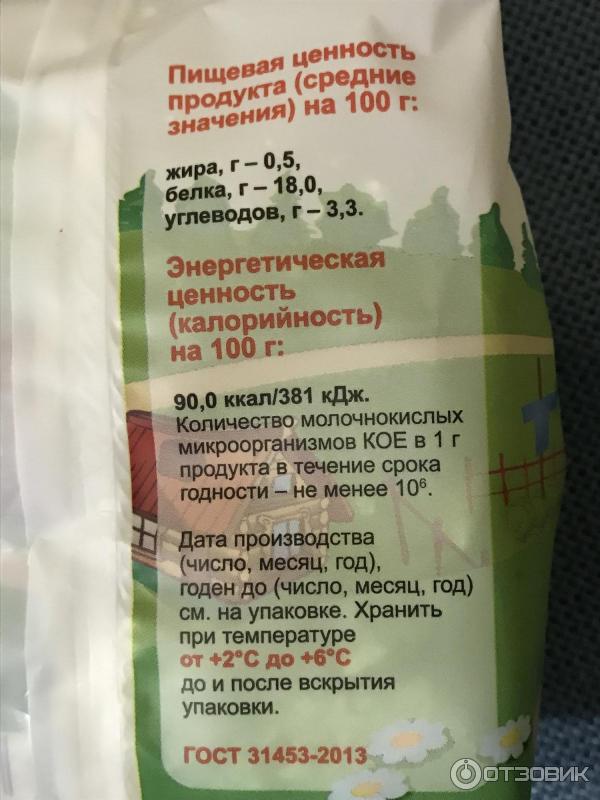 Пищевая ценность
продукта (средние
значения) на 100 г:
жира, г – 0,5,
белка, г – 18,0,
углеводов, г – 3,3.
Энергетическая
ценность
(калорийность)
на 100 г:
90,0 ккал/381 кДж.
Количество молочнокислых
микроорганизмов КОЕ в 1 г
продукта в течение срока
годности – не менее 10⁶.
Дата производства
(число, месяц, год),
годен до (число, месяц, год)
см. на упаковке. Хранить
при температуре
от +2°С до +6°С
до и после вскрытия
упаковки.
ГОСТ 31453-2013
ОТЗОВИК